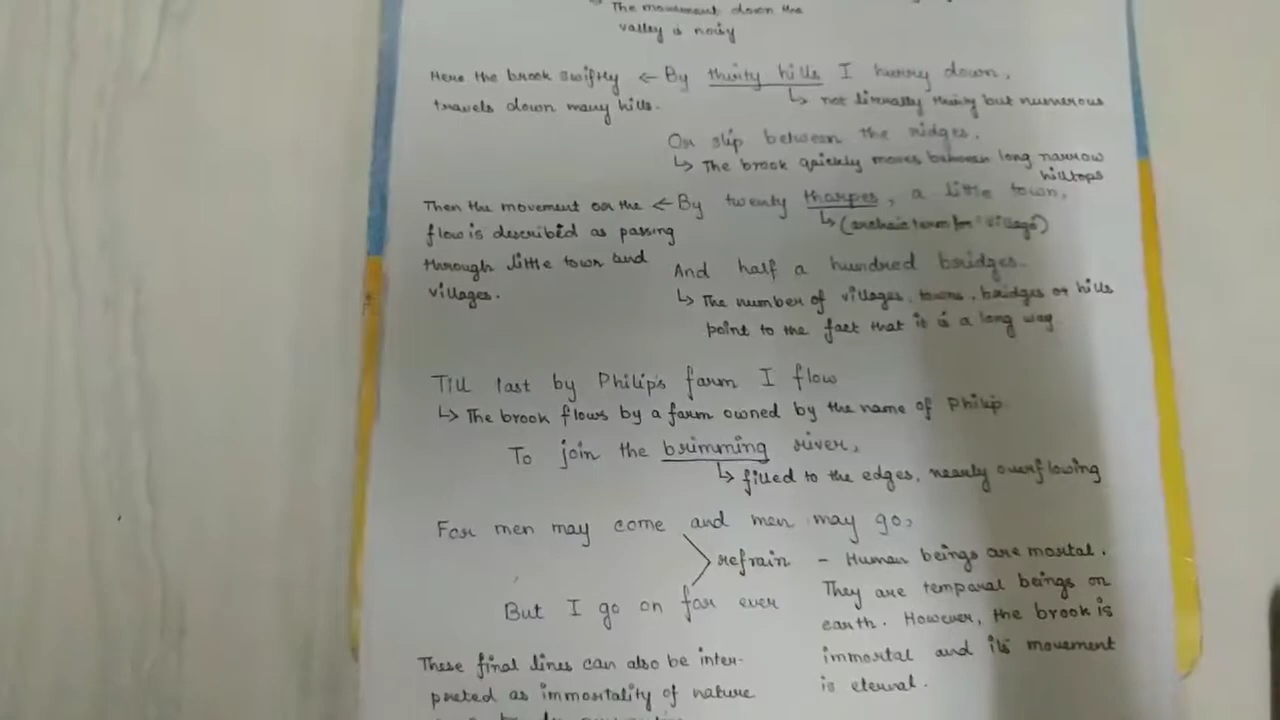 The movement down the
valley is noisy
Here the brook swiftly ← By thirty hills I hurry down,
travels down many hills. ↳ not literally thirty but numerous
Or slip between the ridges.
↳ The brook quickly moves between long narrow
hilltops
Then the movement or the ← By twenty thorpes, a little town,
flow is described as passing ↳ (archaic term for 'village')
through little town and
villages. And half a hundred bridges.
↳ The number of villages, towns, bridges or hills
point to the fact that it is a long way.
Till last by Philip's farm I flow
↳ The brook flows by a farm owned by the name of Philip
To join the brimming river,
↳ filled to the edges, nearly overflowing
For men may come and men may go,
refrain - Human beings are mortal.
They are temporal beings on
But I go on for ever
earth. However, the brook is
immortal and its movement
is eternal.
These final lines can also be inter-
preted as immortality of nature